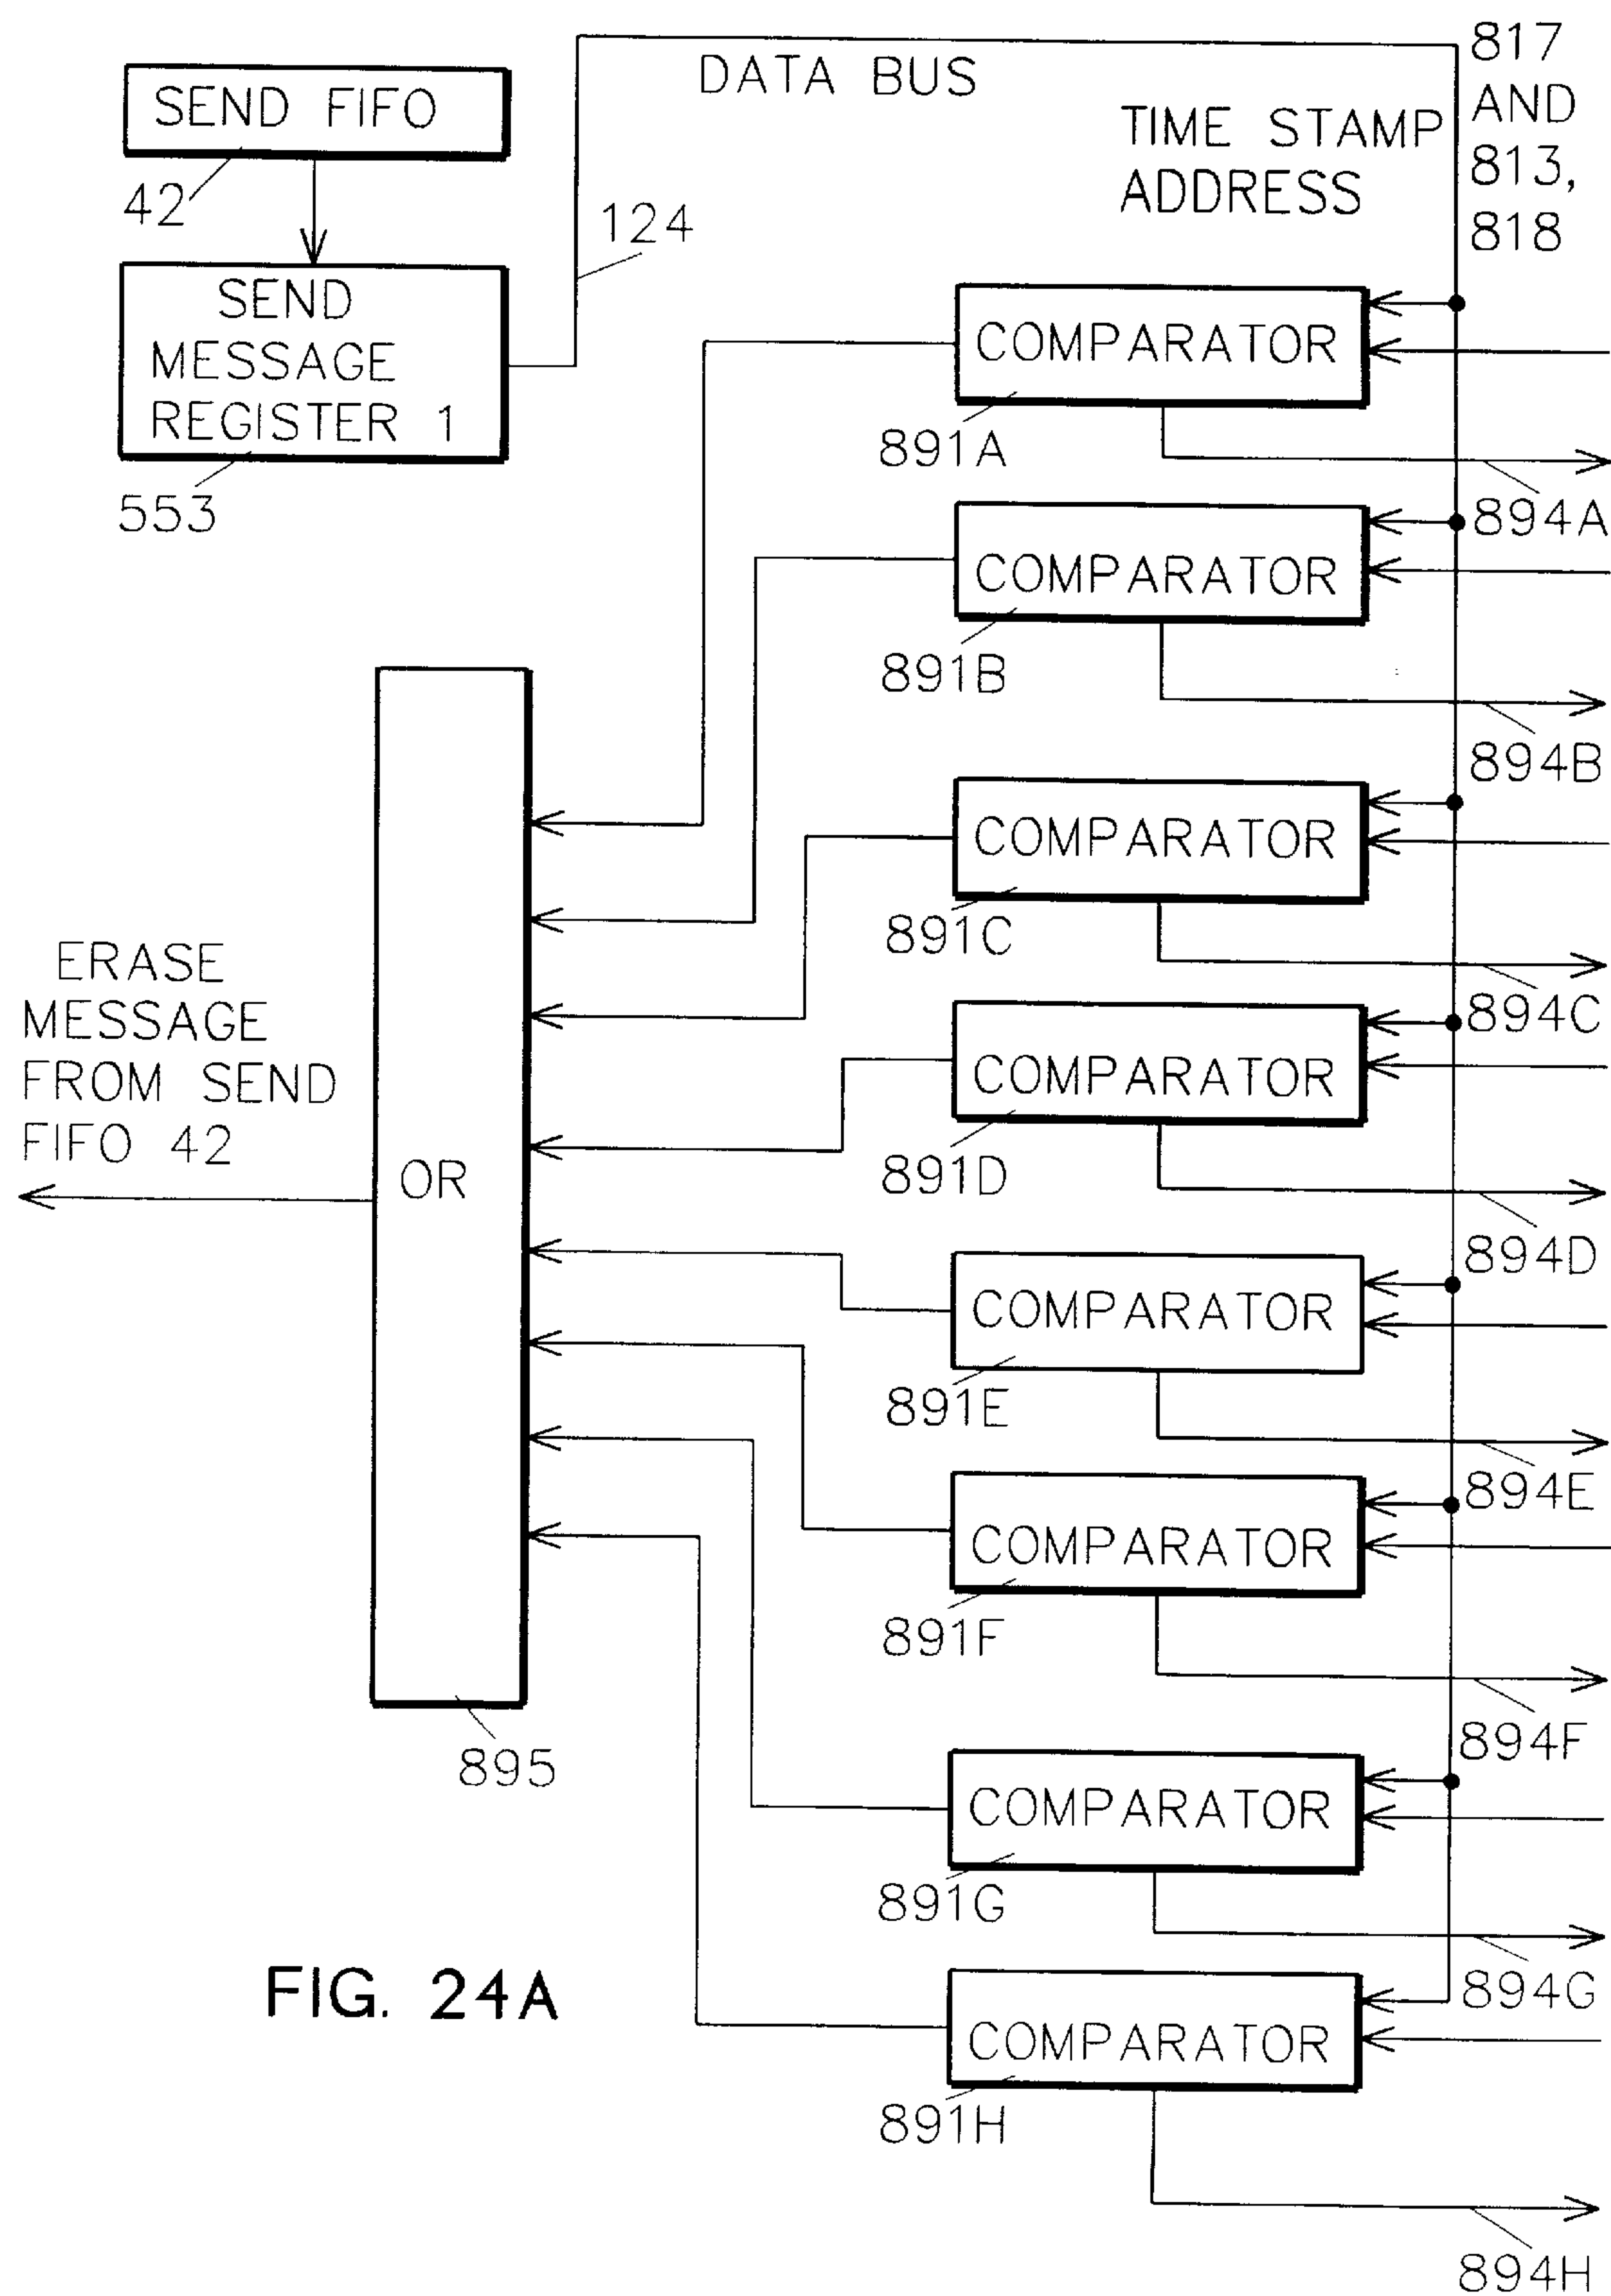 SEND FIFO
42
SEND
MESSAGE
REGISTER 1
553
124
DATA BUS
TIME STAMP
ADDRESS
817
AND
813,
818
COMPARATOR
891A
894A
COMPARATOR
891B
894B
COMPARATOR
891C
894C
COMPARATOR
891D
894D
COMPARATOR
891E
894E
COMPARATOR
891F
894F
COMPARATOR
891G
894G
COMPARATOR
891H
894H
ERASE
MESSAGE
FROM SEND
FIFO 42
OR
895
FIG. 24A